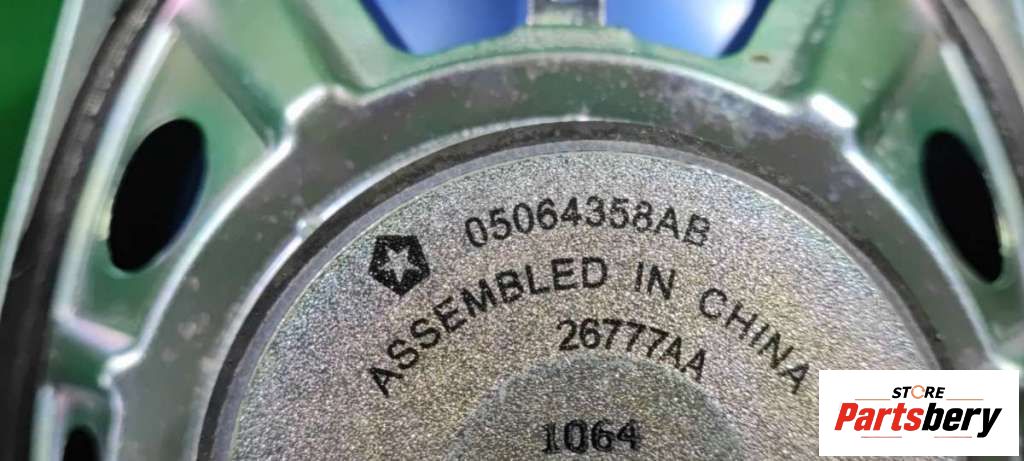 05064358AB
ASSEMBLED IN CHINA
26777AA
1064
STORE
Partsbery